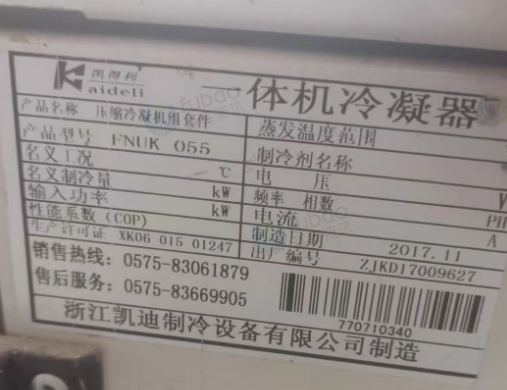 凯得利
Kaideli
体机冷凝器
产品名称 压缩冷凝机组套件
蒸发温度范围
产品型号 FNUK 055
制冷剂名称
名义工况 ℃
电 压 V
名义制冷量 kW
频率 相数 PH
输入功率 kW
电流 A
性能系数(COP)
制造日期 2017.11
生产许可证 XK06 015 01247
出厂编号 ZJKD17009627
销售热线: 0575-83061879
售后服务: 0575-83669905
770710340
浙江凯迪制冷设备有限公司制造